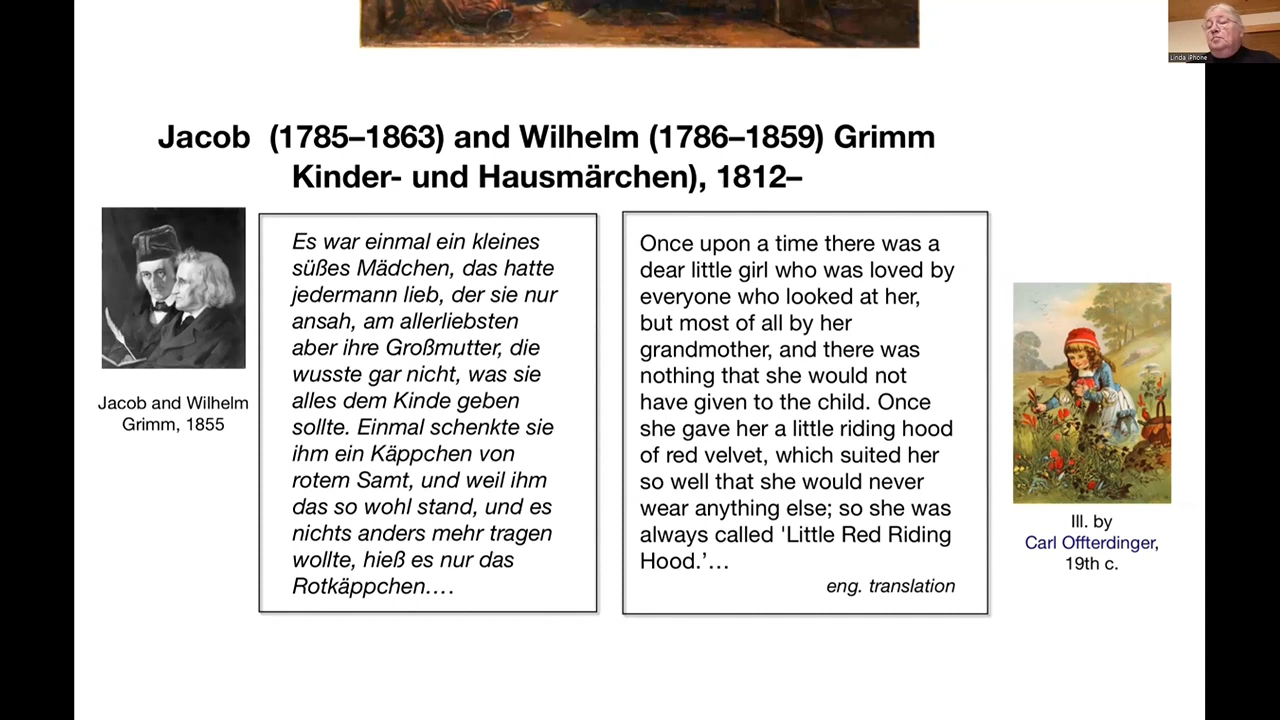 Linda iPhone
Jacob (1785–1863) and Wilhelm (1786–1859) Grimm
Kinder- und Hausmärchen), 1812–
Jacob and Wilhelm
Grimm, 1855
Es war einmal ein kleines
süßes Mädchen, das hatte
jedermann lieb, der sie nur
ansah, am allerliebsten
aber ihre Großmutter, die
wusste gar nicht, was sie
alles dem Kinde geben
sollte. Einmal schenkte sie
ihm ein Käppchen von
rotem Samt, und weil ihm
das so wohl stand, und es
nichts anders mehr tragen
wollte, hieß es nur das
Rotkäppchen….
Once upon a time there was a
dear little girl who was loved by
everyone who looked at her,
but most of all by her
grandmother, and there was
nothing that she would not
have given to the child. Once
she gave her a little riding hood
of red velvet, which suited her
so well that she would never
wear anything else; so she was
always called 'Little Red Riding
Hood.’…
eng. translation
Ill. by
Carl Offterdinger,
19th c.